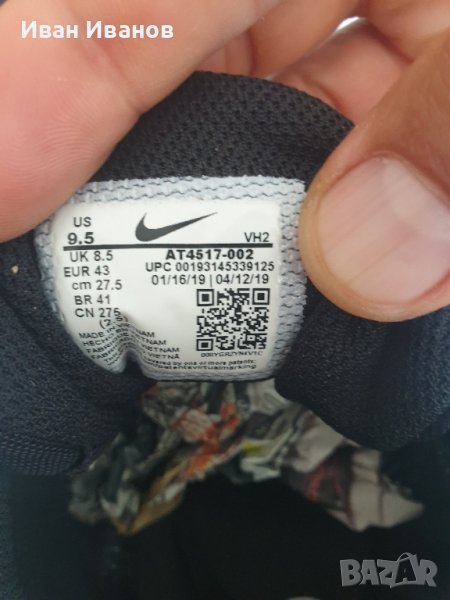 Иван Иванов
US
9.5
VH2
UK 8.5
AT4517-002
EUR 43
UPC 00193145339125
cm 27.5
01/16/19 | 04/12/19
BR 41
CN 275
MADE IN VIETNAM
BAZAR